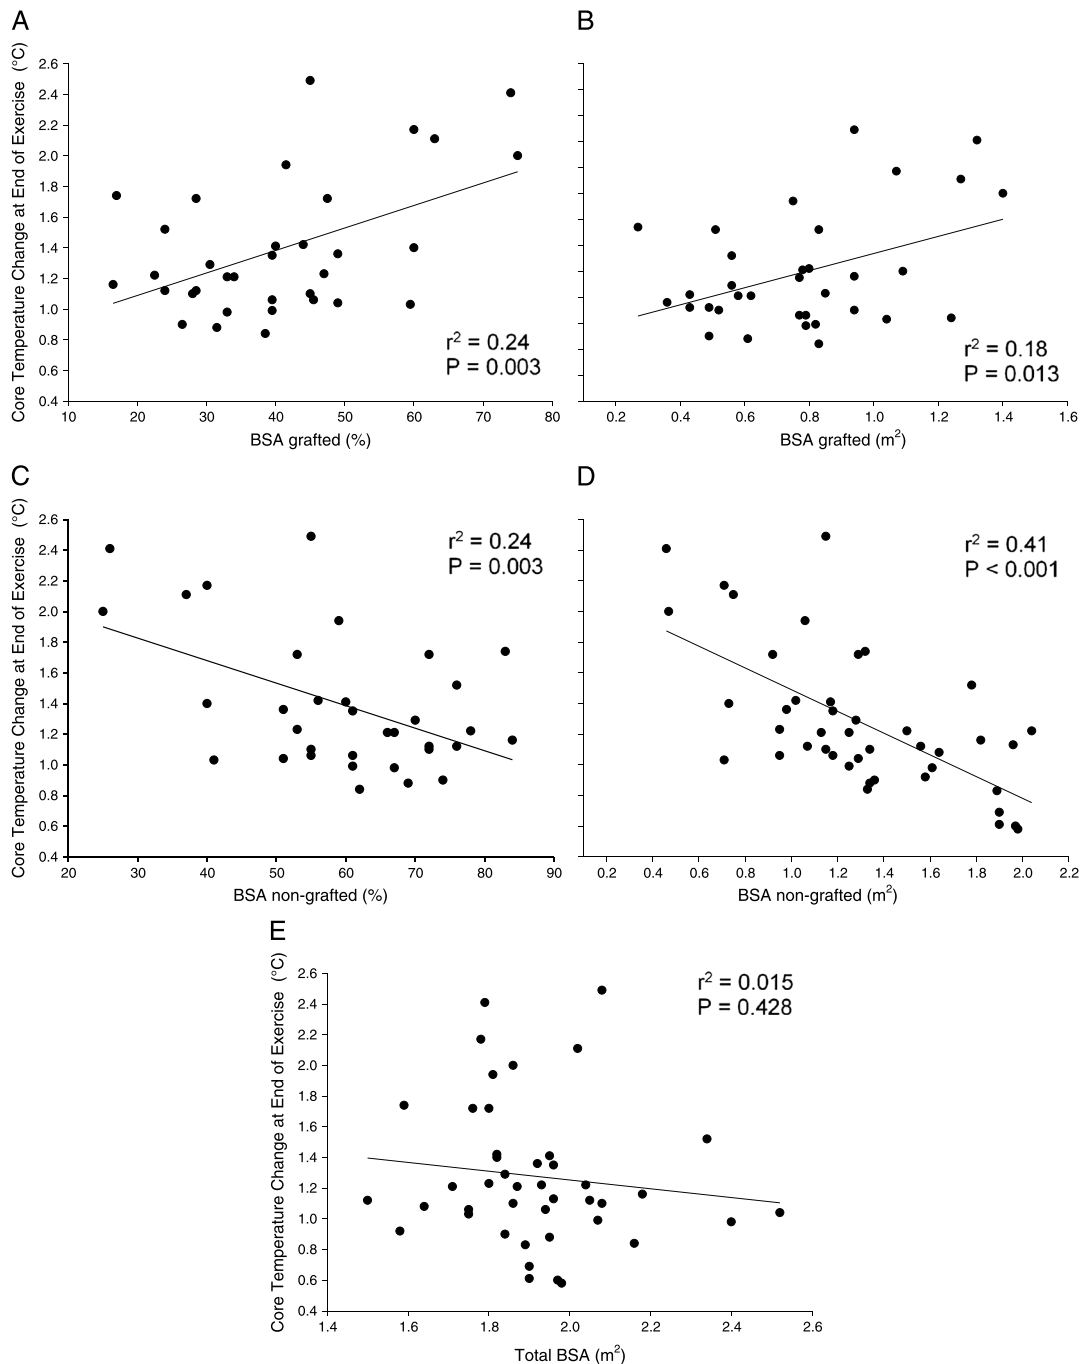 A
B
Core Temperature Change at End of Exercise (°C)
2.6
2.4
2.2
2.0
1.8
1.6
1.4
1.2
1.0
0.8
0.6
0.4
r² = 0.24
P = 0.003
10 20 30 40 50 60 70 80
BSA grafted (%)
r² = 0.18
P = 0.013
0.2 0.4 0.6 0.8 1.0 1.2 1.4 1.6
BSA grafted (m²)
C
D
Core Temperature Change at End of Exercise (°C)
2.6
2.4
2.2
2.0
1.8
1.6
1.4
1.2
1.0
0.8
0.6
0.4
r² = 0.24
P = 0.003
20 30 40 50 60 70 80 90
BSA non-grafted (%)
r² = 0.41
P < 0.001
0.2 0.4 0.6 0.8 1.0 1.2 1.4 1.6 1.8 2.0 2.2
BSA non-grafted (m²)
E
Core Temperature Change at End of Exercise (°C)
2.6
2.4
2.2
2.0
1.8
1.6
1.4
1.2
1.0
0.8
0.6
0.4
r² = 0.015
P = 0.428
1.4 1.6 1.8 2.0 2.2 2.4 2.6
Total BSA (m²)